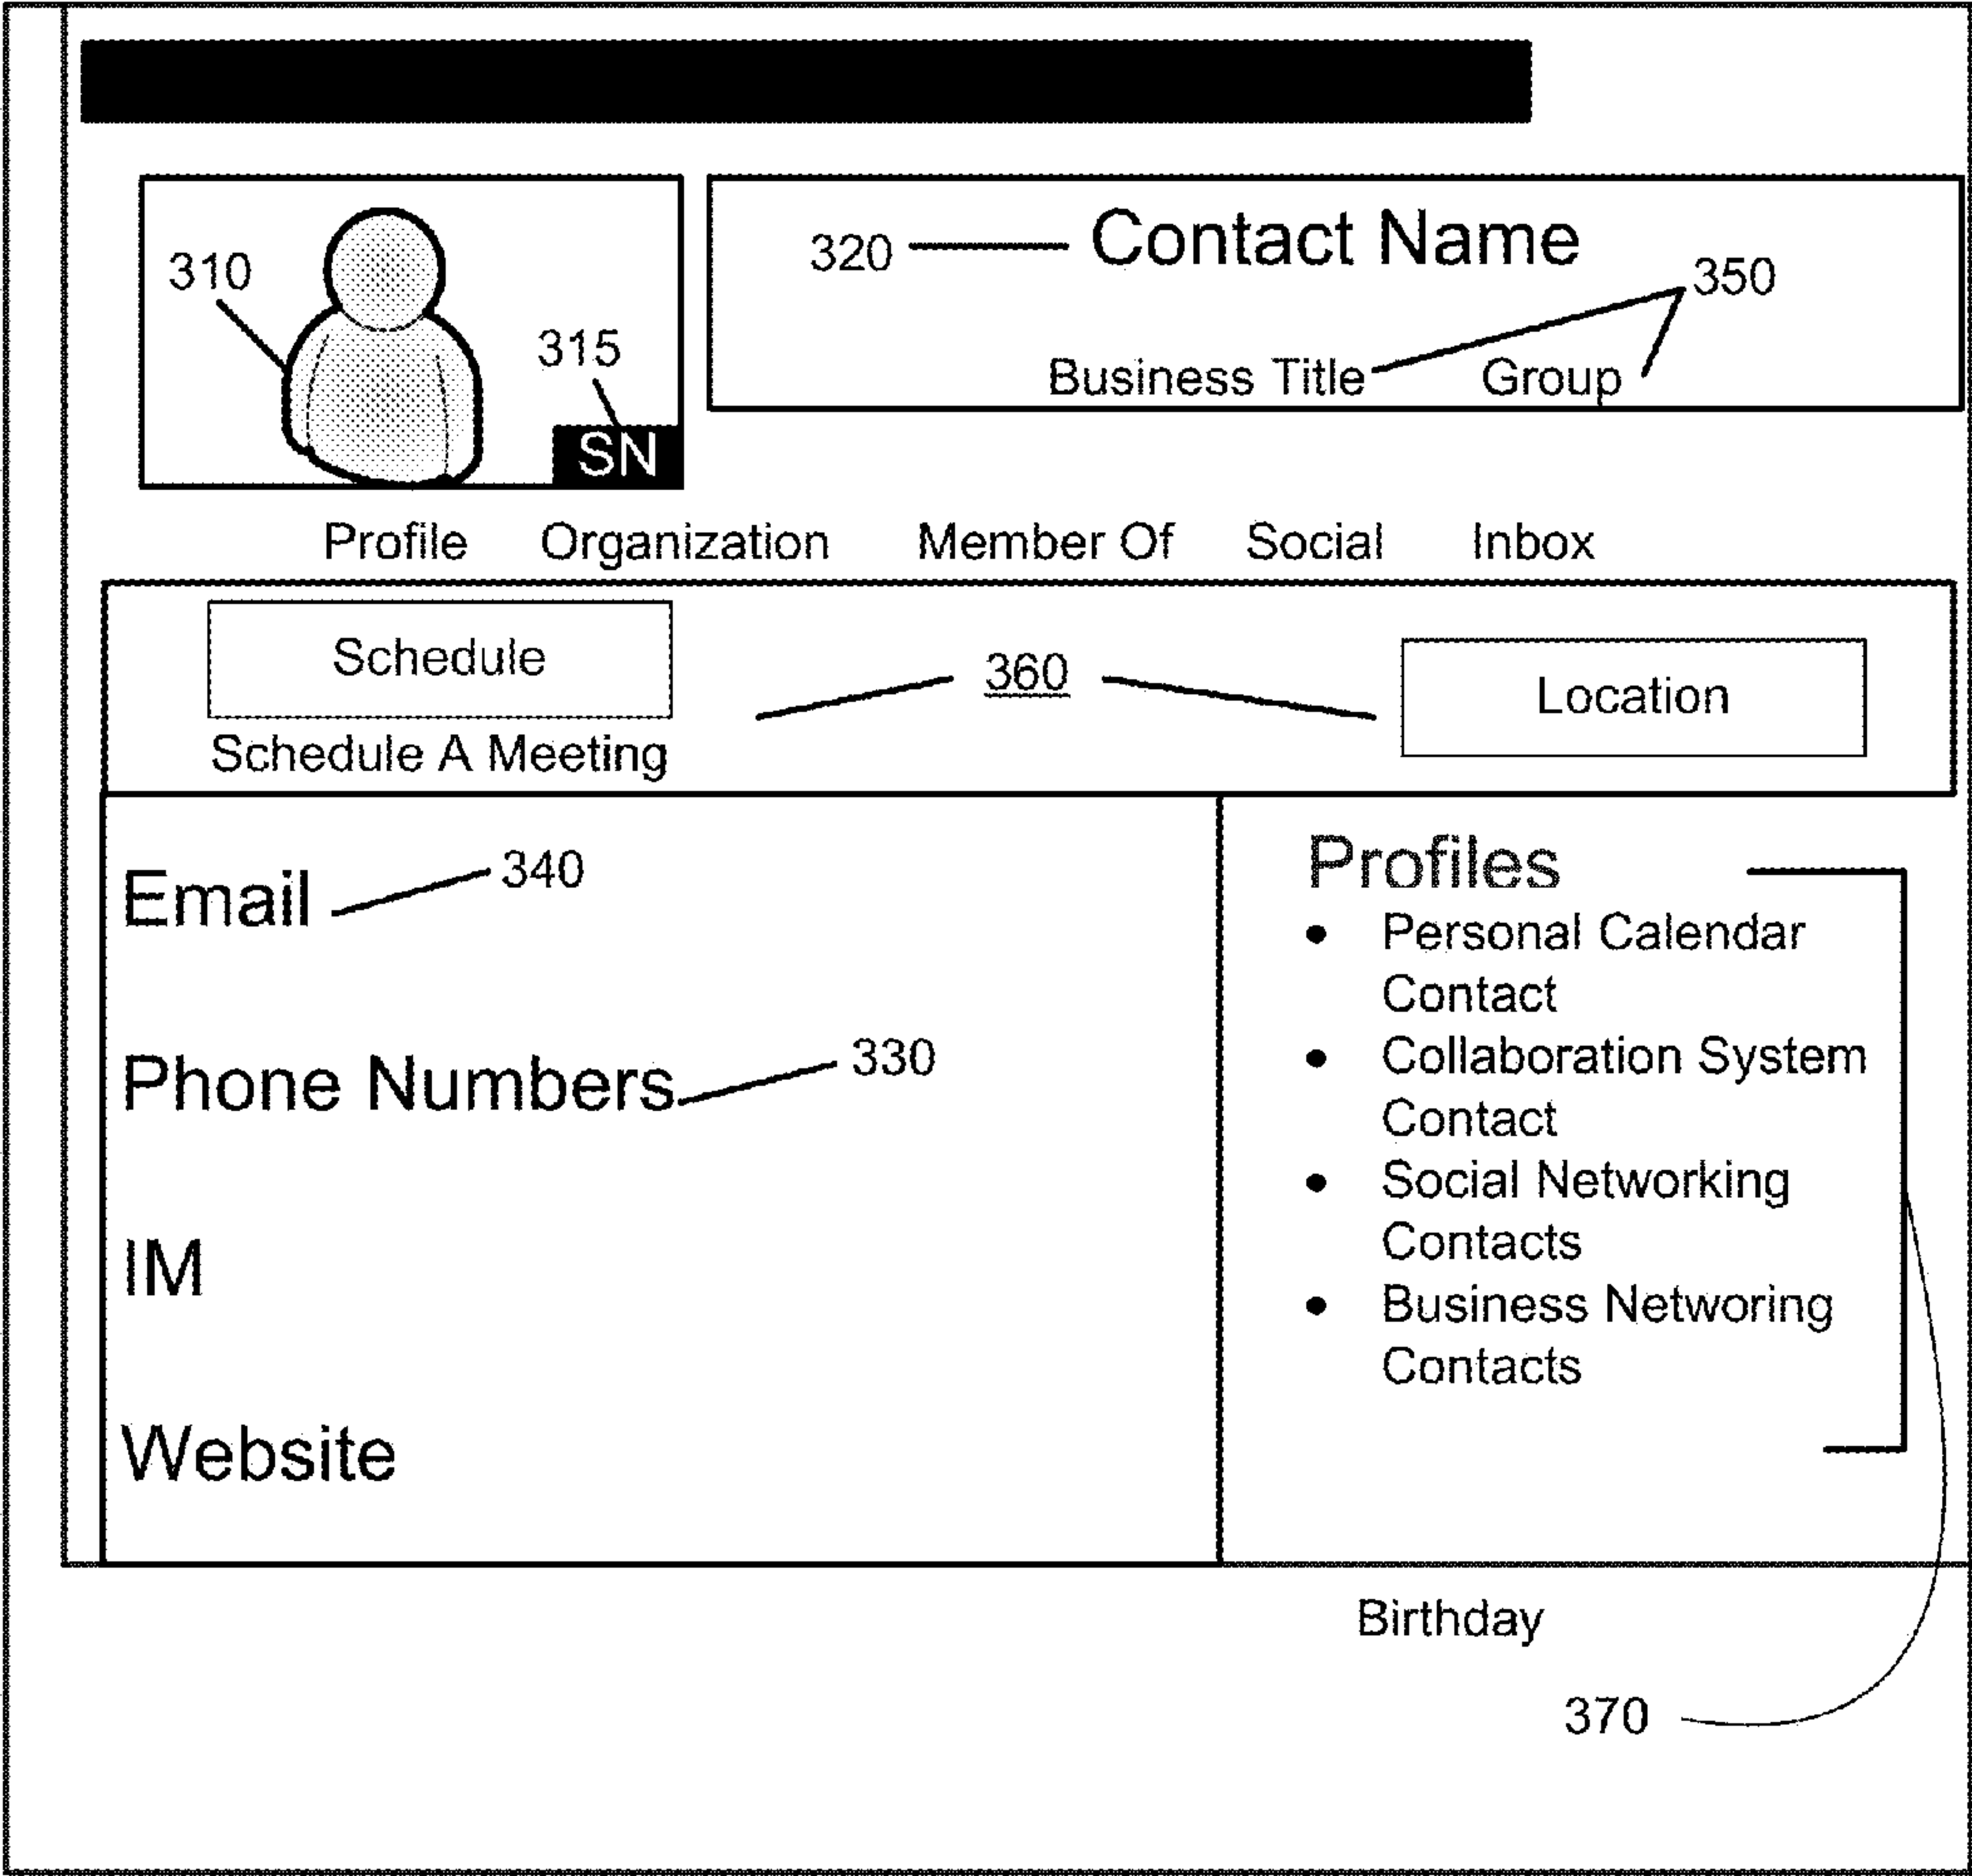 310
315
SN
320 Contact Name
350
Business Title Group
Profile Organization Member Of Social Inbox
Schedule
Schedule A Meeting
360
Location
Email 340
Phone Numbers 330
IM
Website
Profiles
• Personal Calendar
Contact
• Collaboration System
Contact
• Social Networking
Contacts
• Business Networing
Contacts
Birthday
370